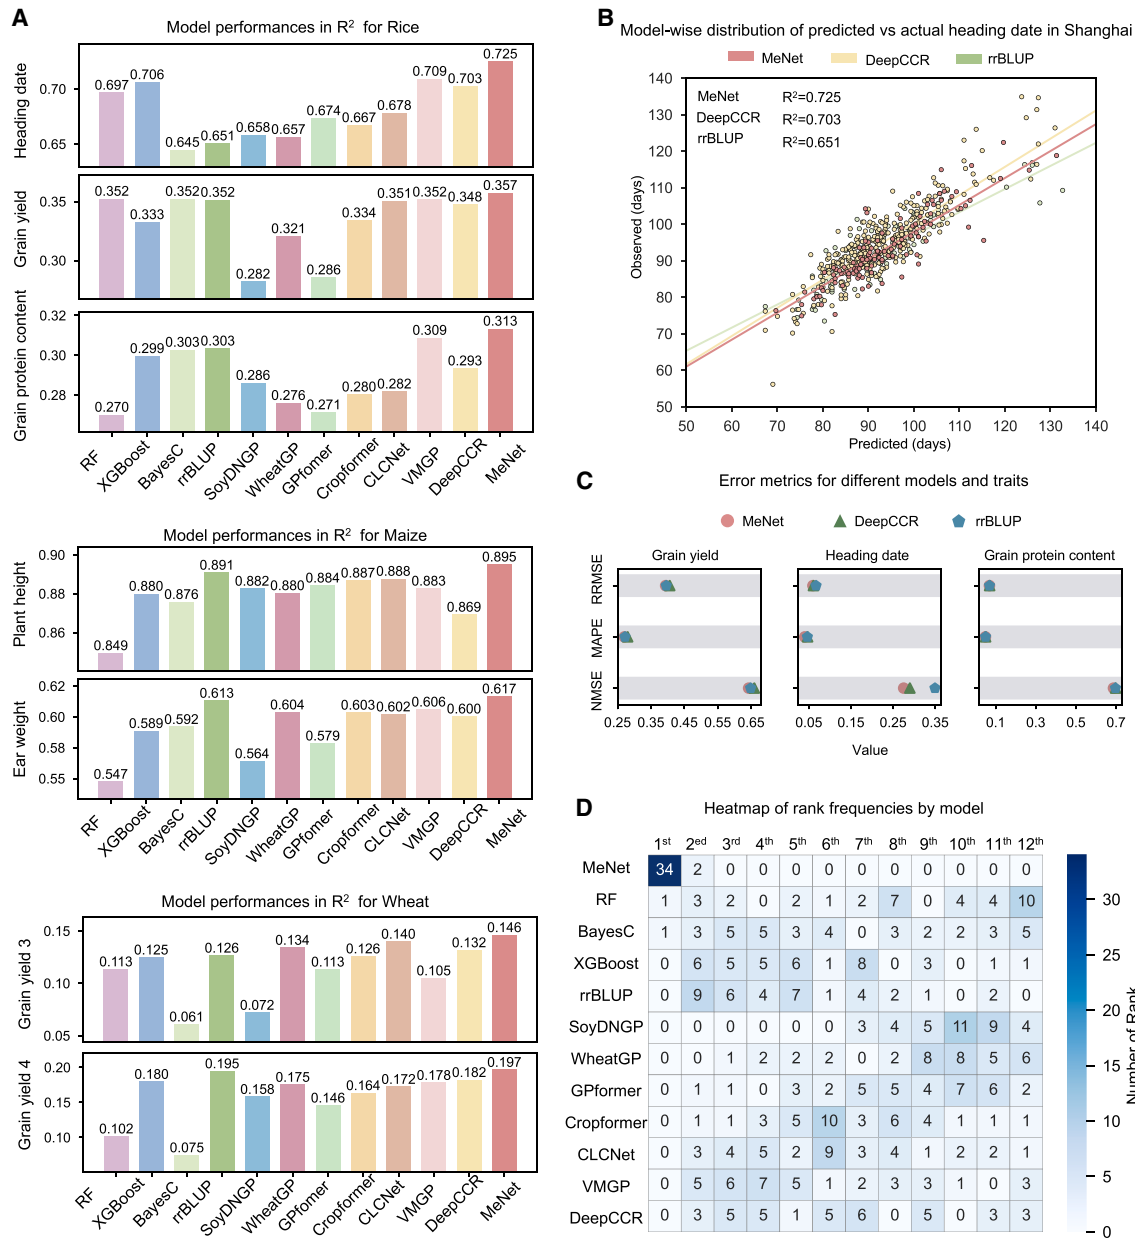 A
Model performances in R² for Rice
Heading date
0.70
0.65
0.697
0.706
0.645
0.651
0.658
0.657
0.674
0.667
0.678
0.709
0.703
0.725
Grain yield
0.35
0.30
0.352
0.333
0.352
0.352
0.282
0.321
0.286
0.334
0.351
0.352
0.348
0.357
Grain protein content
0.32
0.30
0.28
0.270
0.299
0.303
0.303
0.286
0.276
0.271
0.280
0.282
0.309
0.293
0.313
RF
XGBoost
BayesC
rrBLUP
SoyDNGP
WheatGP
GPfomer
Cropformer
CLCNet
VMGP
DeepCCR
MeNet
Model performances in R² for Maize
Plant height
0.90
0.88
0.86
0.849
0.880
0.876
0.891
0.882
0.880
0.884
0.887
0.888
0.883
0.869
0.895
Ear weight
0.62
0.60
0.58
0.55
0.547
0.589
0.592
0.613
0.564
0.604
0.579
0.603
0.602
0.606
0.600
0.617
RF
XGBoost
BayesC
rrBLUP
SoyDNGP
WheatGP
GPfomer
Cropformer
CLCNet
VMGP
DeepCCR
MeNet
Model performances in R² for Wheat
Grain yield 3
0.15
0.10
0.05
0.113
0.125
0.061
0.126
0.072
0.134
0.113
0.126
0.140
0.105
0.132
0.146
Grain yield 4
0.20
0.10
0.102
0.180
0.075
0.195
0.158
0.175
0.146
0.164
0.172
0.178
0.182
0.197
RF
XGBoost
BayesC
rrBLUP
SoyDNGP
WheatGP
GPfomer
Cropformer
CLCNet
VMGP
DeepCCR
MeNet
B
Model-wise distribution of predicted vs actual heading date in Shanghai
MeNet DeepCCR rrBLUP
MeNet R²=0.725
DeepCCR R²=0.703
rrBLUP R²=0.651
Observed (days)
140
130
120
110
100
90
80
70
60
50
50 60 70 80 90 100 110 120 130 140
Predicted (days)
C
Error metrics for different models and traits
MeNet DeepCCR rrBLUP
Grain yield Heading date Grain protein content
RRMSE
MAPE
NMSE
0.25 0.35 0.45 0.55 0.65 0.05 0.15 0.25 0.35 0.1 0.3 0.5 0.7
Value
D
Heatmap of rank frequencies by model
1st 2ed 3rd 4th 5th 6th 7th 8th 9th 10th 11th 12th
MeNet 34 2 0 0 0 0 0 0 0 0 0 0
RF 1 3 2 0 2 1 2 7 0 4 4 10
BayesC 1 3 5 5 3 4 0 3 2 2 3 5
XGBoost 0 6 5 5 6 1 8 0 3 0 1 1
rrBLUP 0 9 6 4 7 1 4 2 1 0 2 0
SoyDNGP 0 0 0 0 0 0 3 4 5 11 9 4
WheatGP 0 0 1 2 2 2 0 2 8 8 5 6
GPformer 0 1 1 0 3 2 5 5 4 7 6 2
Cropformer 0 1 1 3 5 10 3 6 4 1 1 1
CLCNet 0 3 4 5 2 9 3 4 1 2 2 1
VMGP 0 5 6 7 5 1 2 3 3 1 0 3
DeepCCR 0 3 5 5 1 5 6 0 5 0 3 3
30
25
20
15
10
5
0
Number of Rank